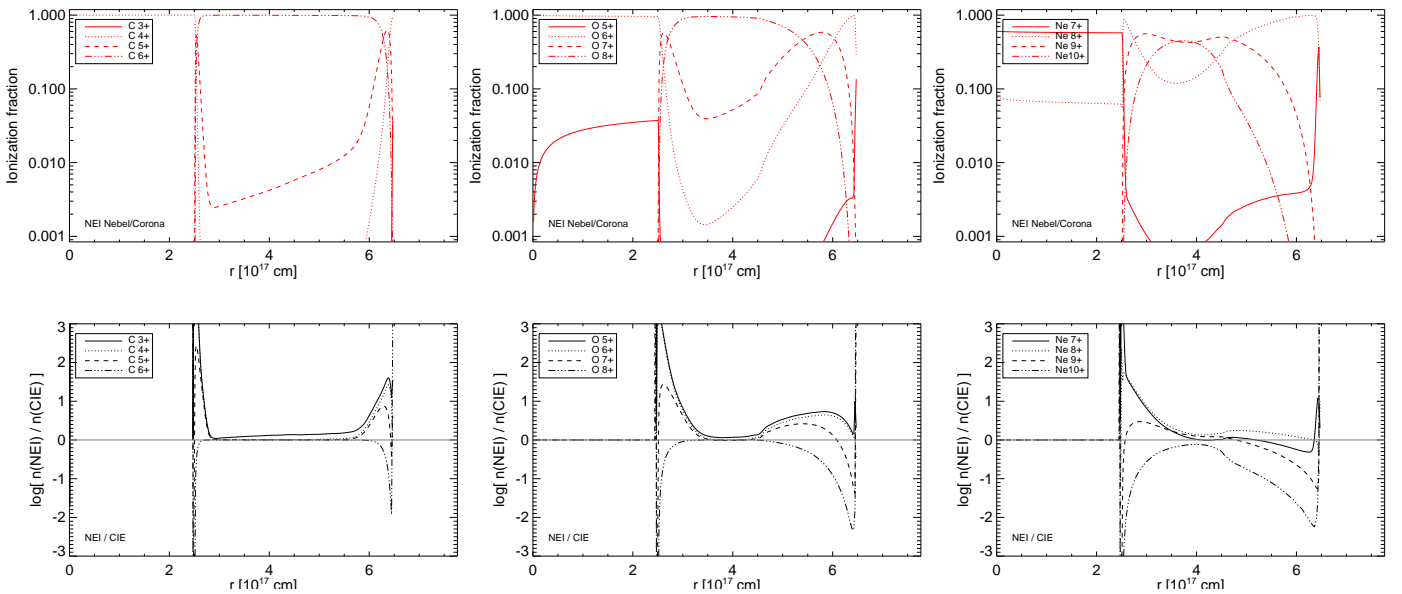 1.000
0.100
0.010
0.001
Ionization fraction
C 3+
C 4+
C 5+
C 6+
NEI Nebel/Corona
0 2 4 6
r [10^17 cm]
1.000
0.100
0.010
0.001
Ionization fraction
O 5+
O 6+
O 7+
O 8+
NEI Nebel/Corona
0 2 4 6
r [10^17 cm]
1.000
0.100
0.010
0.001
Ionization fraction
Ne 7+
Ne 8+
Ne 9+
Ne10+
NEI Nebel/Corona
0 2 4 6
r [10^17 cm]
3
2
1
0
-1
-2
-3
log[ n(NEI) / n(CIE) ]
C 3+
C 4+
C 5+
C 6+
NEI / CIE
0 2 4 6
r [10^17 cm]
3
2
1
0
-1
-2
-3
log[ n(NEI) / n(CIE) ]
O 5+
O 6+
O 7+
O 8+
NEI / CIE
0 2 4 6
r [10^17 cm]
3
2
1
0
-1
-2
-3
log[ n(NEI) / n(CIE) ]
Ne 7+
Ne 8+
Ne 9+
Ne10+
NEI / CIE
0 2 4 6
r [10^17 cm]